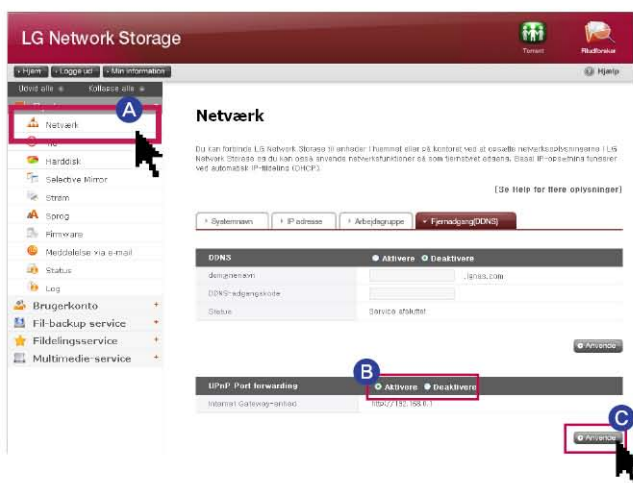 LG Network Storage
Torrent
Filudforsker
Hjem
Logge ud
Min information
Hjælp
Udvid alle
Kollapse alle
A
Netværk
Harddisk
Selective Mirror
Strøm
Sprog
Firmware
Meddelelse via e-mail
Status
Log
Brugerkonto
Fil-backup service
Fildelingsservice
Multimedie-service
Netværk
Du kan forbinde LG Network Storage til enheder i hjemmet eller på kontoret ved at opsætte netværksopsætningerne i LG
Network Storage og du kan også anvende netværksfunktioner så som fjernstyret adgang. Basal IP-opsætning fungerer
ved automatisk IP-tildeling (DHCP).
[Se Help for flere oplysninger]
Systemnavn
IP adresse
Arbejdsgruppe
Fjernadgang(DDNS)
DDNS
Aktivere
Deaktivere
domænenavn
.lgnas.com
DDNS-adgangskode
Status
Service afsluttet
Anvende
B
UPnP Port forwarding
Aktivere
Deaktivere
Internet Gateway-enhed
http://192.168.0.1
C
Anvende